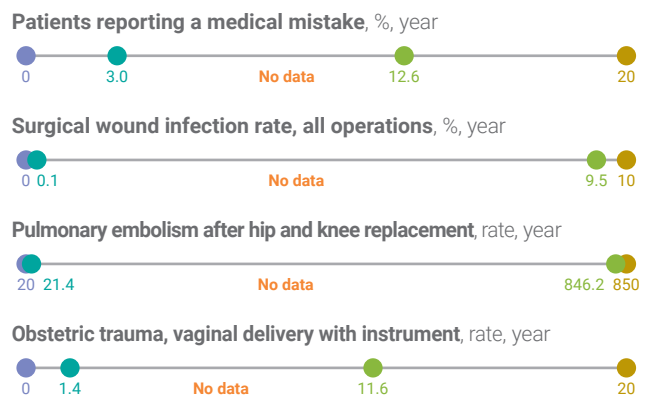 Patients reporting a medical mistake, %, year
0 3.0 No data 12.6 20
Surgical wound infection rate, all operations, %, year
0 0.1 No data 9.5 10
Pulmonary embolism after hip and knee replacement, rate, year
20 21.4 No data 846.2 850
Obstetric trauma, vaginal delivery with instrument, rate, year
0 1.4 No data 11.6 20